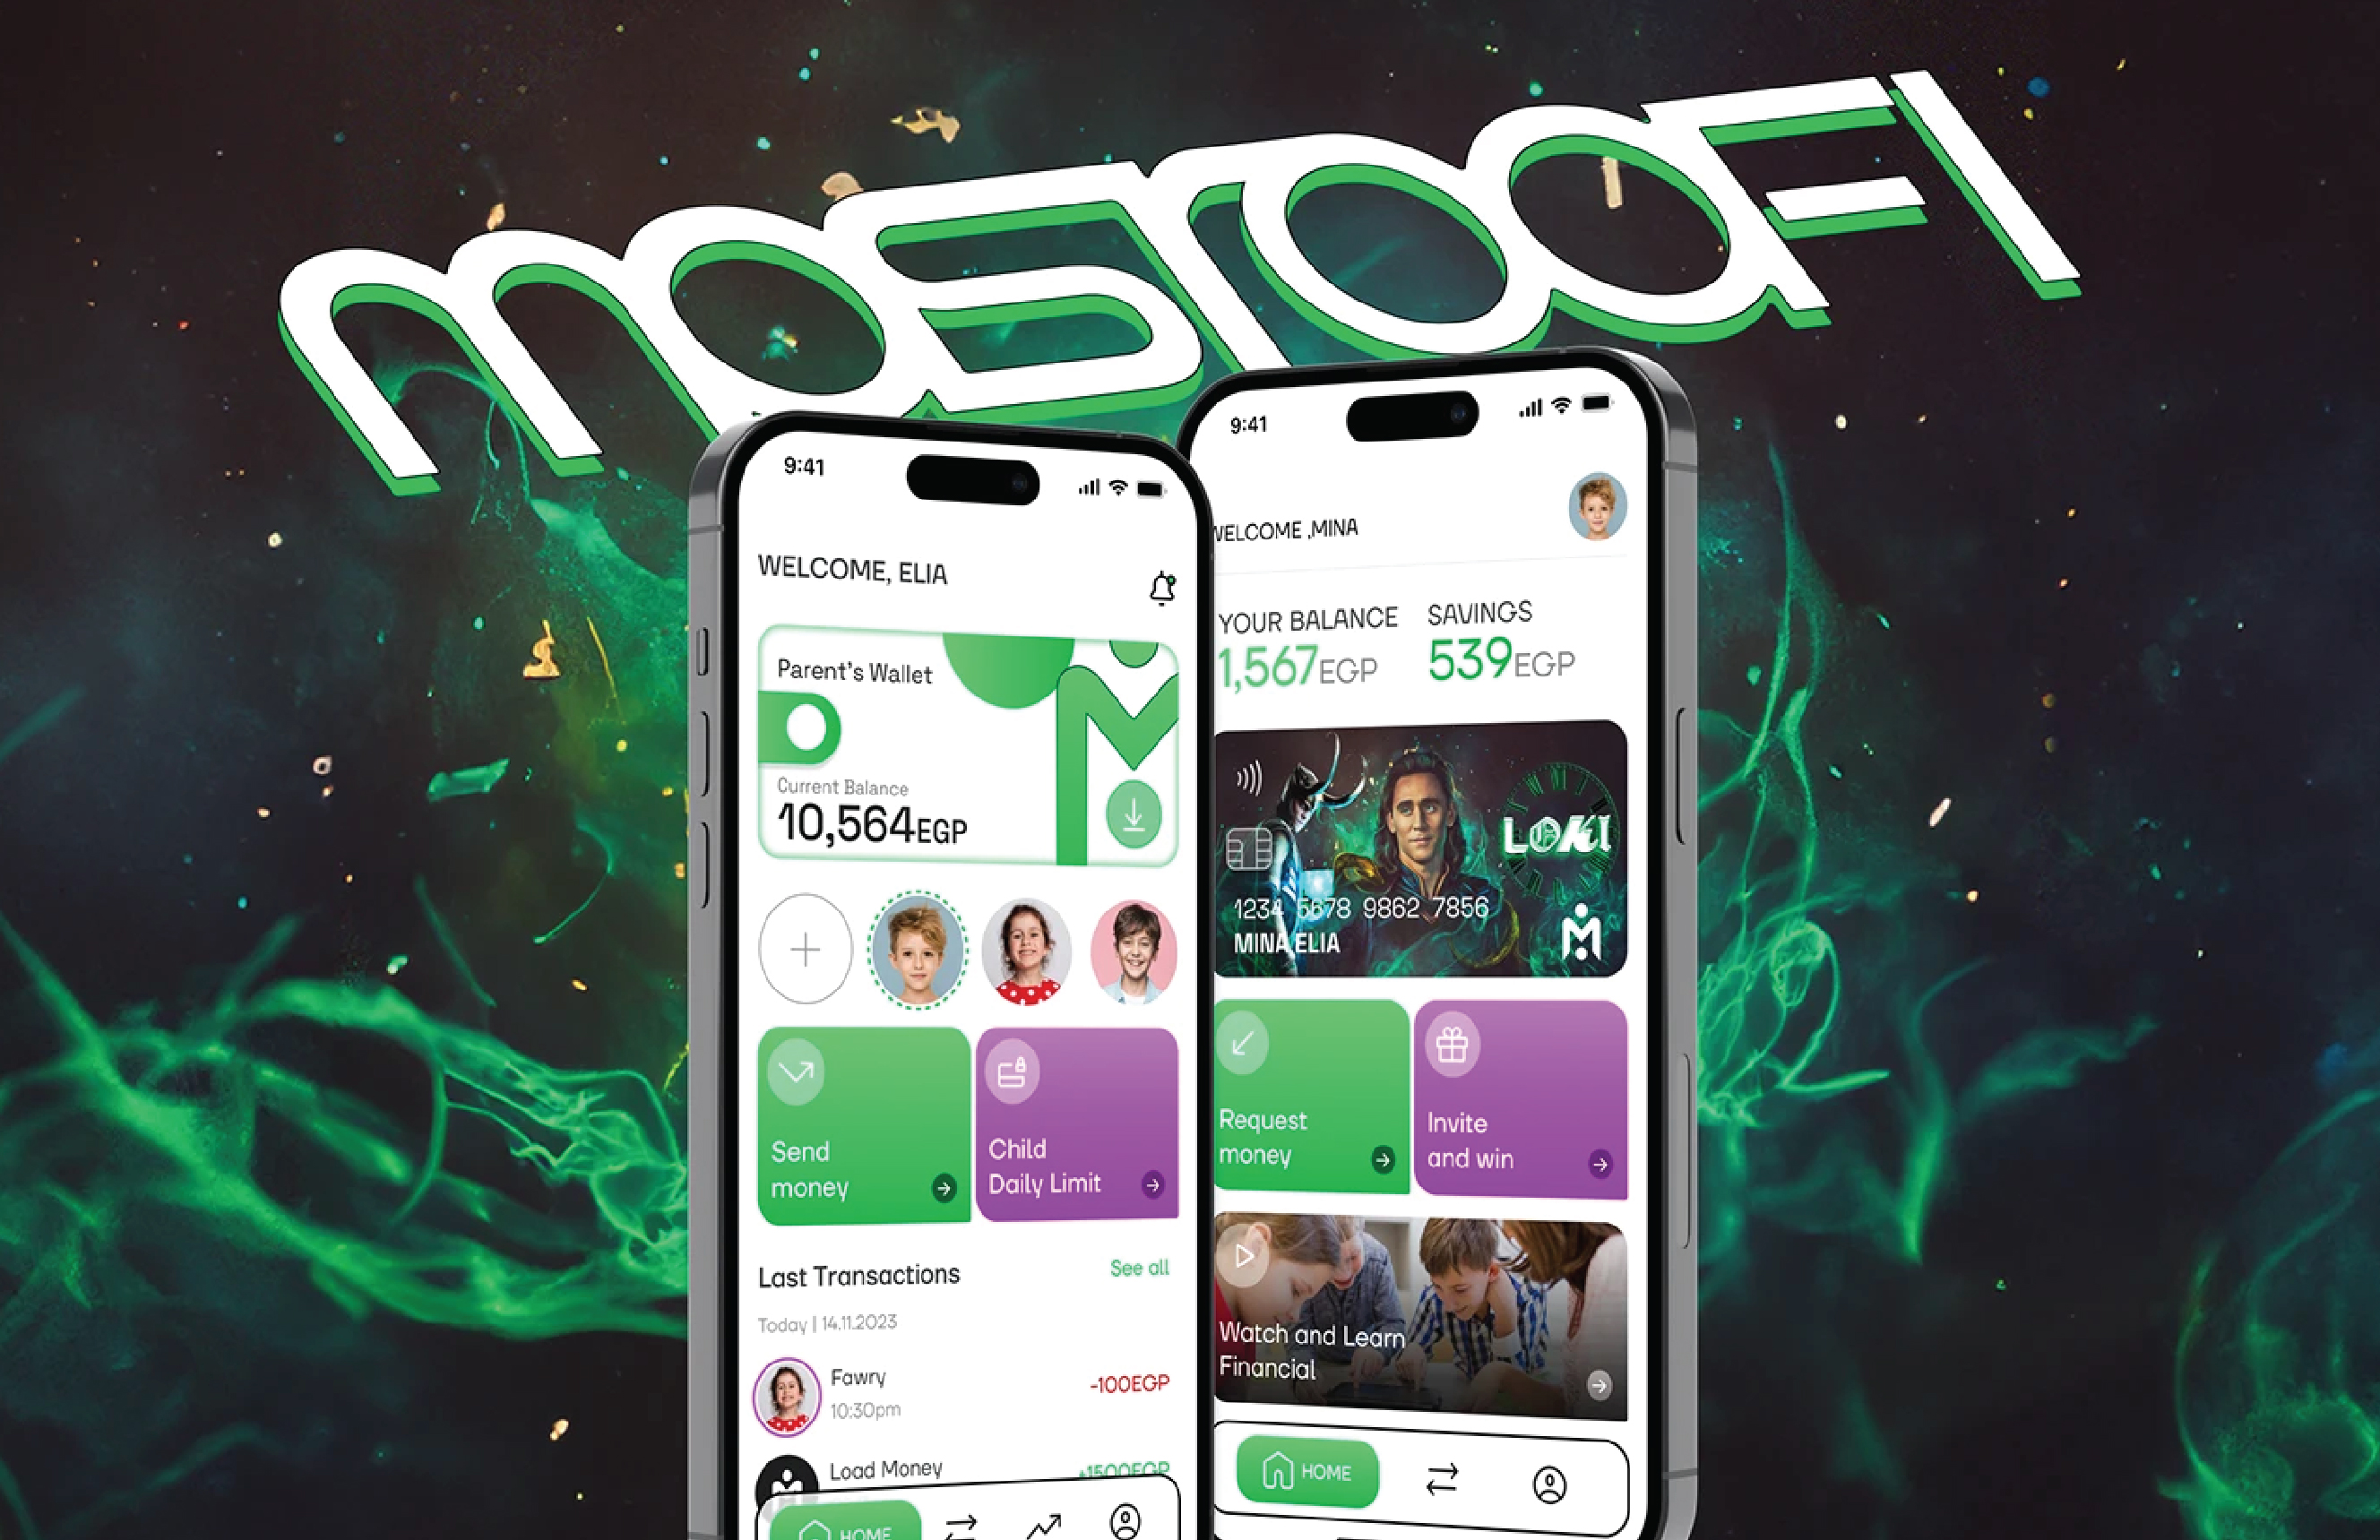 MOSROOFI
9:41
WELCOME, ELIA
Parent's Wallet
Current Balance
10,564EGP
Send
money
Child
Daily Limit
Last Transactions
See all
Today | 14.11.2023
Fawry
-100EGP
10:30pm
Load Money
+1500EGP
HOME
9:41
WELCOME ,MINA
YOUR BALANCE
SAVINGS
1,567EGP
539EGP
LOKI
1234 5678 9862 7856
MINA ELIA
Request
money
Invite
and win
Watch and Learn
Financial
HOME